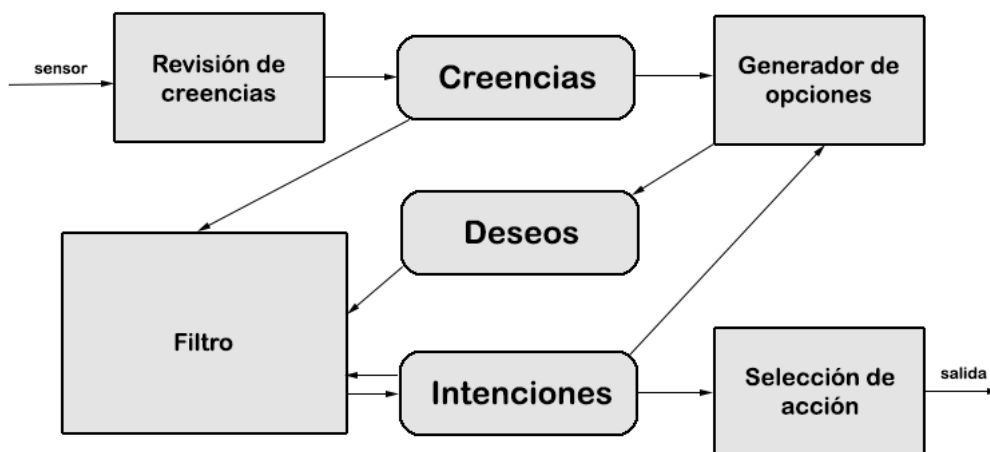 sensor
Revisión de
creencias
Creencias
Generador de
opciones
Deseos
Filtro
Intenciones
Selección de
acción
salida